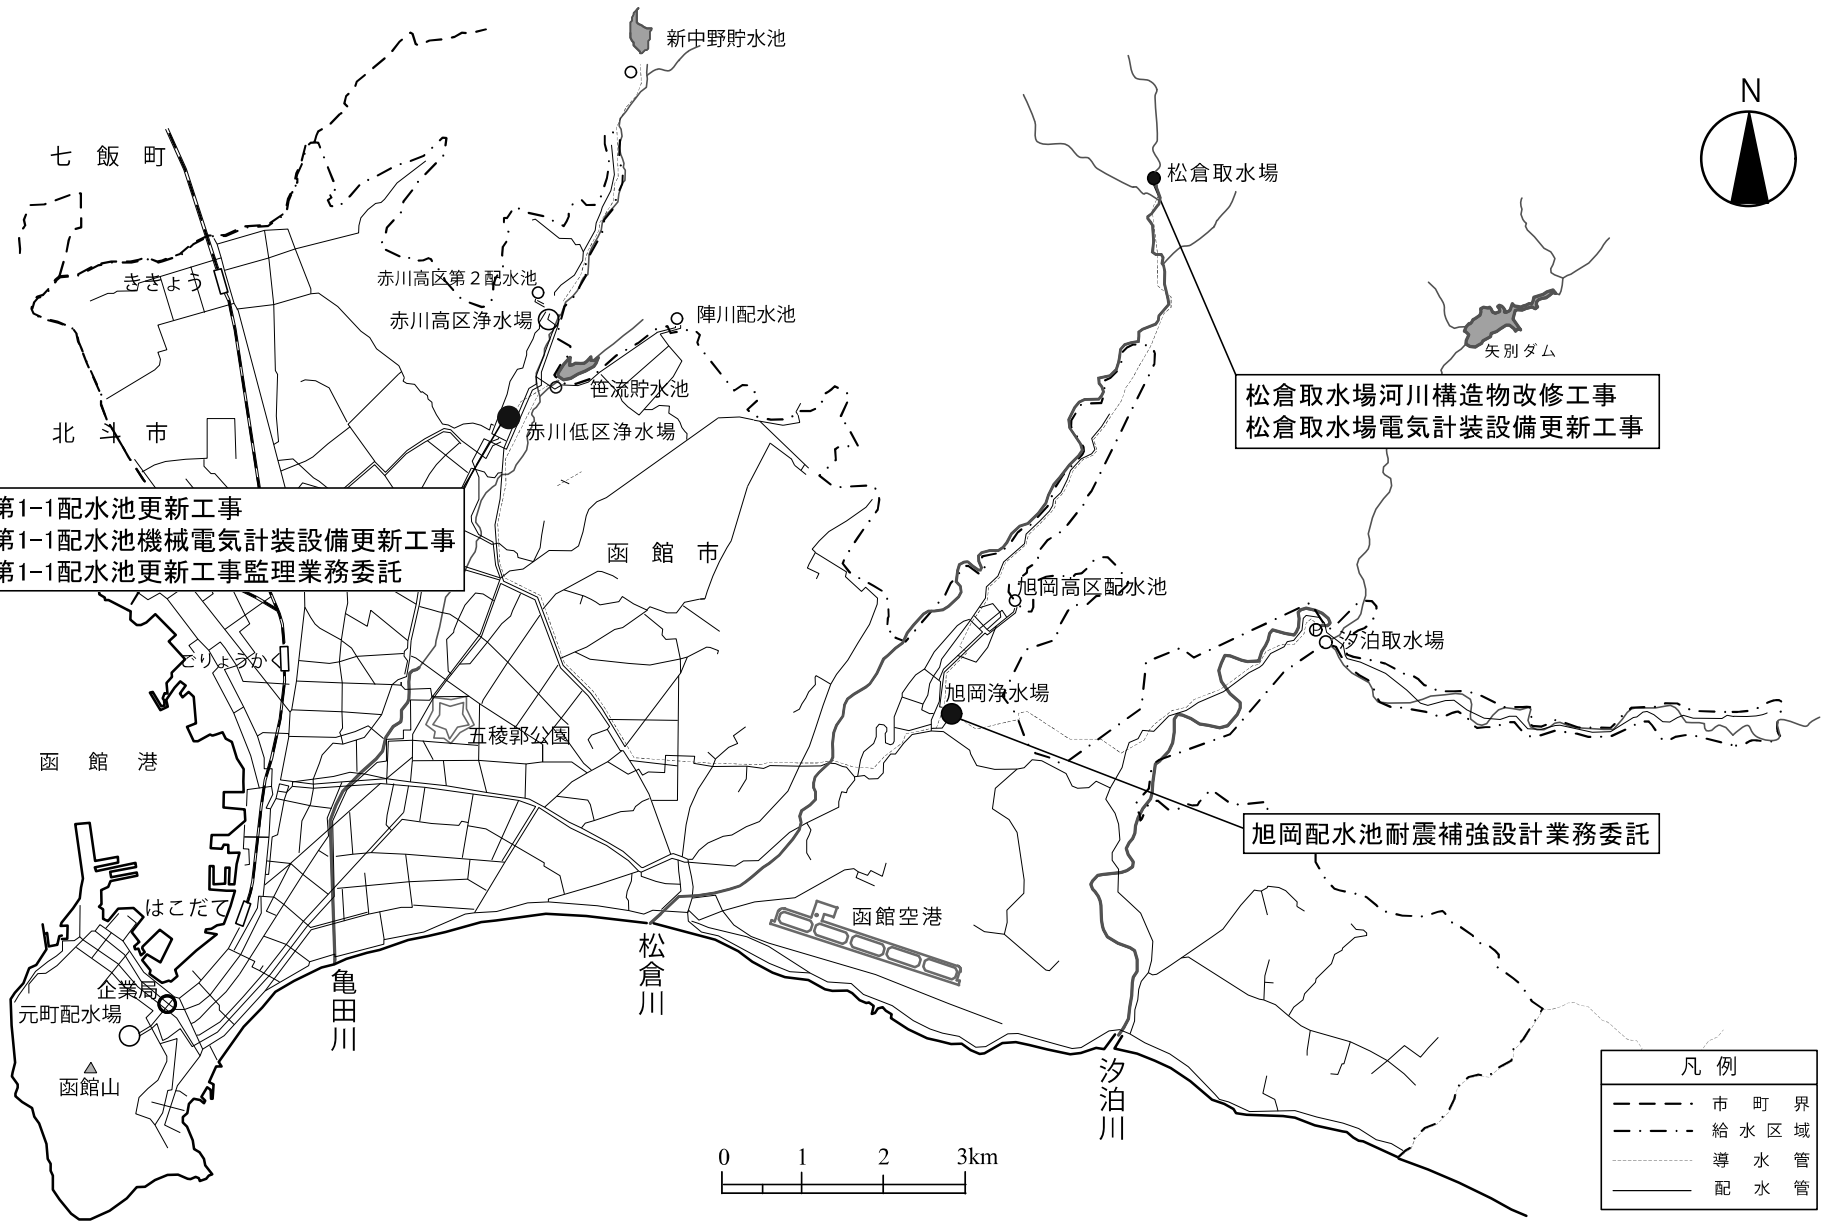 新中野貯水池
N
七飯町
松倉取水場
ききょう
赤川高区第２配水池
赤川高区浄水場
陣川配水池
矢別ダム
笹流貯水池
松倉取水場河川構造物改修工事
松倉取水場電気計装設備更新工事
北斗市
赤川低区浄水場
第1-1配水池更新工事
第1-1配水池機械電気計装設備更新工事
第1-1配水池更新工事監理業務委託
函館市
旭岡高区配水池
汐泊取水場
ごりょうかく
旭岡浄水場
五稜郭公園
函館港
旭岡配水池耐震補強設計業務委託
はこだて
函館空港
松倉川
亀田川
企業局
元町配水場
函館山
汐泊川
凡例
市町界
給水区域
導水管
配水管
0 1 2 3km